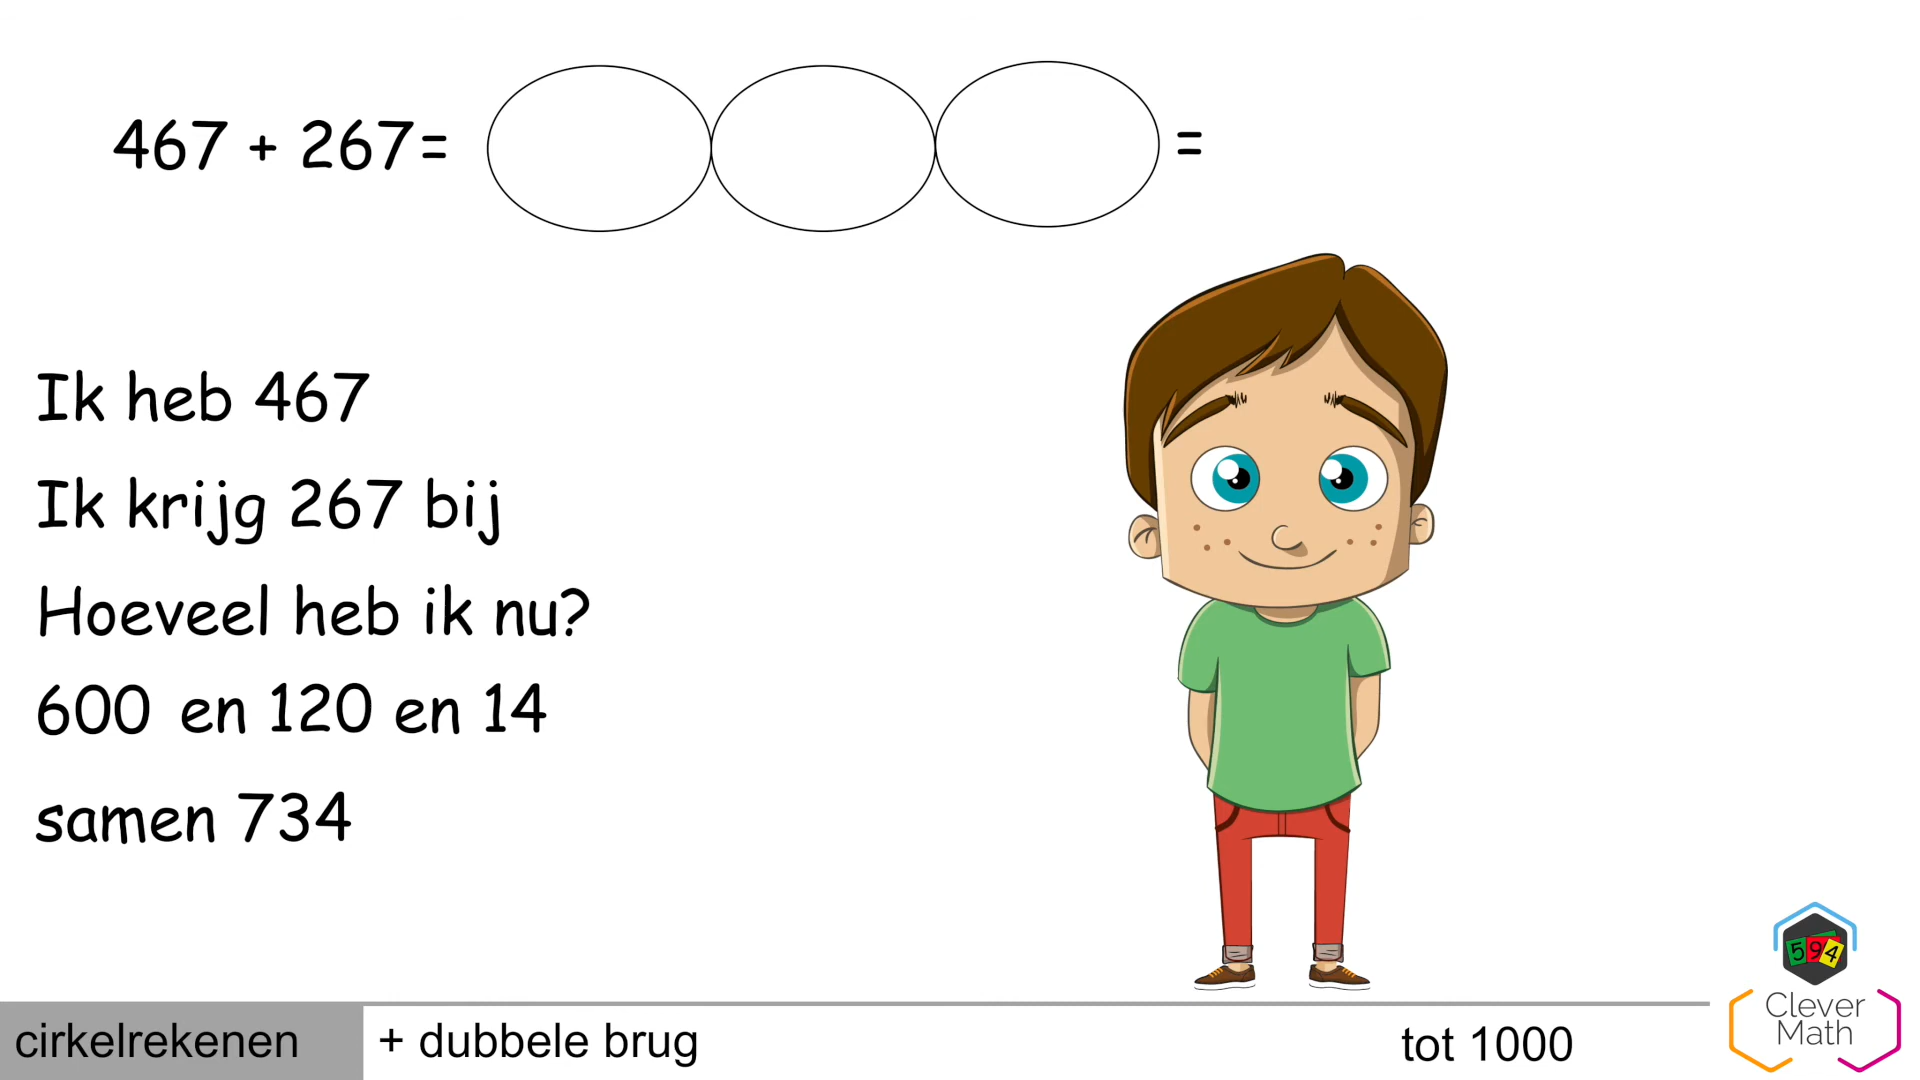 467 + 267= =
Ik heb 467
Ik krijg 267 bij
Hoeveel heb ik nu?
600 en 120 en 14
samen 734
594
Clever
Math
cirkelrekenen + dubbele brug tot 1000